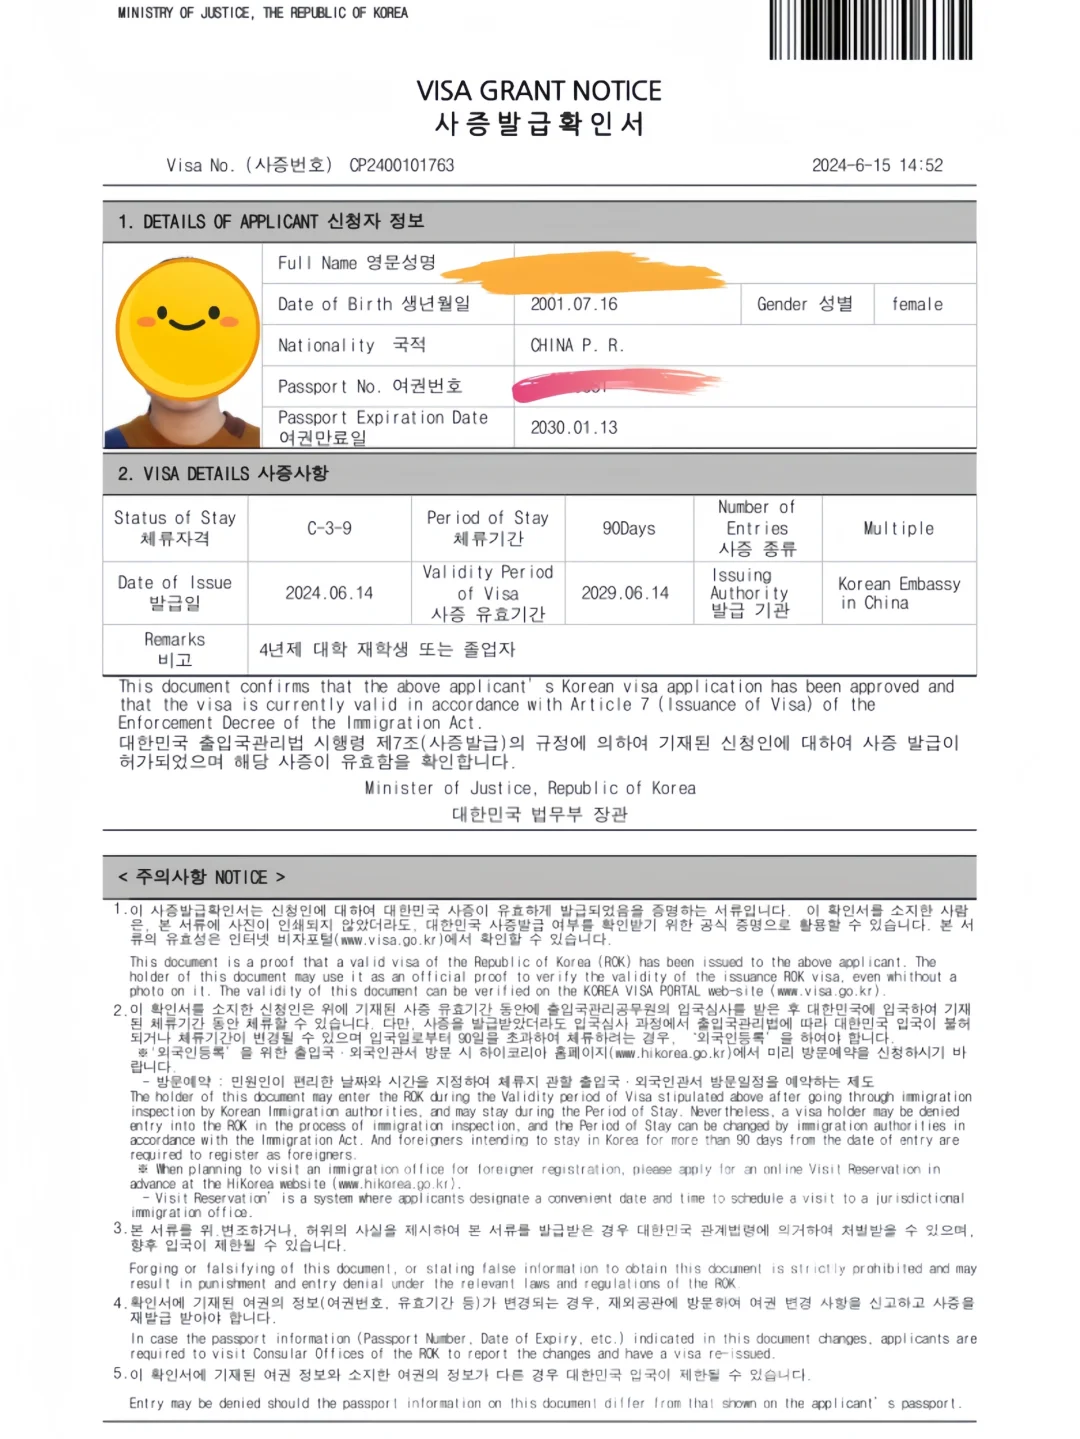 MINISTRY OF JUSTICE, THE REPUBLIC OF KOREA
VISA GRANT NOTICE
사증발급확인서
Visa No. (사증번호) CP2400101763
2024-6-15 14:52
1. DETAILS OF APPLICANT 신청자 정보
Full Name 영문성명
Date of Birth 생년월일 2001.07.16 Gender 성별 female
Nationality 국적 CHINA P. R.
Passport No. 여권번호
Passport Expiration Date
여권만료일
2030.01.13
2. VISA DETAILS 사증사항
Status of Stay
체류자격
C-3-9
Period of Stay
체류기간
90Days
Number of
Entries
사증 종류
Multiple
Date of Issue
발급일
2024.06.14
Validity Period
of Visa
사증 유효기간
2029.06.14
Issuing
Authority
발급 기관
Korean Embassy
in China
Remarks
비고
4년제 대학 재학생 또는 졸업자
This document confirms that the above applicant's Korean visa application has been approved and
that the visa is currently valid in accordance with Article 7 (Issuance of Visa) of the
Enforcement Decree of the Immigration Act.
대한민국 출입국관리법 시행령 제7조(사증발급)의 규정에 의하여 기재된 신청인에 대하여 사증 발급이
허가되었으며 해당 사증이 유효함을 확인합니다.
Minister of Justice, Republic of Korea
대한민국 법무부 장관
< 주의사항 NOTICE >
1.이 사증발급확인서는 신청인에 대하여 대한민국 사증이 유효하게 발급되었음을 증명하는 서류입니다. 이 확인서를 소지한 사람
은, 본 서류에 사진이 인쇄되지 않았더라도, 대한민국 사증발급 여부를 확인받기 위한 공식 증명으로 활용할 수 있습니다. 본 서
류의 유효성은 인터넷 비자포털(www.visa.go.kr)에서 확인할 수 있습니다.
This document is a proof that a valid visa of the Republic of Korea (ROK) has been issued to the above applicant. The
holder of this document may use it as an official proof to verify the validity of the issuance ROK visa, even whithout a
photo on it. The validity of this document can be verified on the KOREA VISA PORTAL web-site (www.visa.go.kr).
2.이 확인서를 소지한 신청인은 위에 기재된 사증 유효기간 동안에 출입국관리공무원의 입국심사를 받은 후 대한민국에 입국하여 기재
된 체류기간 동안 체류할 수 있습니다. 다만, 사증을 발급받았더라도 입국심사 과정에서 출입국관리법에 따라 대한민국 입국이 불허
되거나 체류기간이 변경될 수 있으며 입국일로부터 90일을 초과하여 체류하려는 경우, '외국인등록'을 하여야 합니다.
※'외국인등록'을 위한 출입국·외국인관서 방문 시 하이코리아 홈페이지(www.hikorea.go.kr)에서 미리 방문예약을 신청하시기 바
랍니다.
- 방문예약 : 민원인이 편리한 날짜와 시간을 지정하여 체류지 관할 출입국·외국인관서 방문일정을 예약하는 제도
The holder of this document may enter the ROK during the Validity period of Visa stipulated above after going through immigration
inspection by Korean Immigration authorities, and may stay during the Period of Stay. Nevertheless, a visa holder may be denied
entry into the ROK in the process of immigration inspection, and the Period of Stay can be changed by immigration authorities in
accordance with the Immigration Act. And foreigners intending to stay in Korea for more than 90 days from the date of entry are
required to register as foreigners.
※ When planning to visit an immigration office for foreigner registration, please apply for an online Visit Reservation in
advance at the HiKorea website (www.hikorea.go.kr).
- Visit Reservation' is a system where applicants designate a convenient date and time to schedule a visit to a jurisdictional
immigration office.
3.본 서류를 위.변조하거나, 허위의 사실을 제시하여 본 서류를 발급받은 경우 대한민국 관계법령에 의거하여 처벌받을 수 있으며,
향후 입국이 제한될 수 있습니다.
Forging or falsifying of this document, or stating false information to obtain this document is strictly prohibited and may
result in punishment and entry denial under the relevant laws and regulations of the ROK.
4.확인서에 기재된 여권의 정보(여권번호, 유효기간 등)가 변경되는 경우, 재외공관에 방문하여 여권 변경 사항을 신고하고 사증을
재발급 받아야 합니다.
In case the passport information (Passport Number, Date of Expiry, etc.) indicated in this document changes, applicants are
required to visit Consular Offices of the ROK to report the changes and have a visa re-issued.
5.이 확인서에 기재된 여권 정보와 소지한 여권의 정보가 다른 경우 대한민국 입국이 제한될 수 있습니다.
Entry may be denied should the passport information on this document differ from that shown on the applicant's passport.